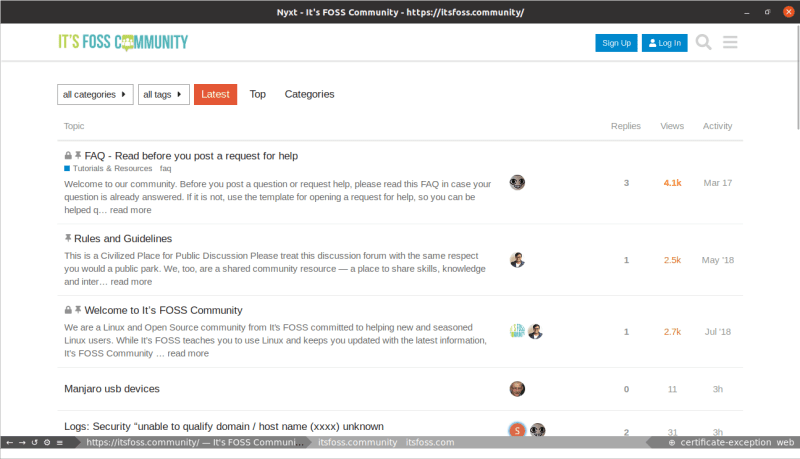 Nyxt - It's FOSS Community - https://itsfoss.community/
IT'S FOSS COMMUNITY
Sign Up
Log In
all categories
all tags
Latest
Top
Categories
Topic
Replies
Views
Activity
FAQ - Read before you post a request for help
Tutorials & Resources faq
Welcome to our community. Before you post a question or request help, please read this FAQ in case your
question is already answered. If it is not, use the template for opening a request for help, so you can be
helped q… read more
3
4.1k
Mar 17
Rules and Guidelines
This is a Civilized Place for Public Discussion Please treat this discussion forum with the same respect
you would a public park. We, too, are a shared community resource — a place to share skills, knowledge
and inter… read more
1
2.5k
May '18
Welcome to It's FOSS Community
We are a Linux and Open Source community from It's FOSS committed to helping new and seasoned
Linux users. While It's FOSS teaches you to use Linux and keeps you updated with the latest information,
It's FOSS Community … read more
1
2.7k
Jul '18
Manjaro usb devices
0
11
3h
Logs: Security “unable to qualify domain / host name (xxxx) unknown
S
2
31
3h
https://itsfoss.community/ — It's FOSS Communi…
itsfoss.community
itsfoss.com
certificate-exception web